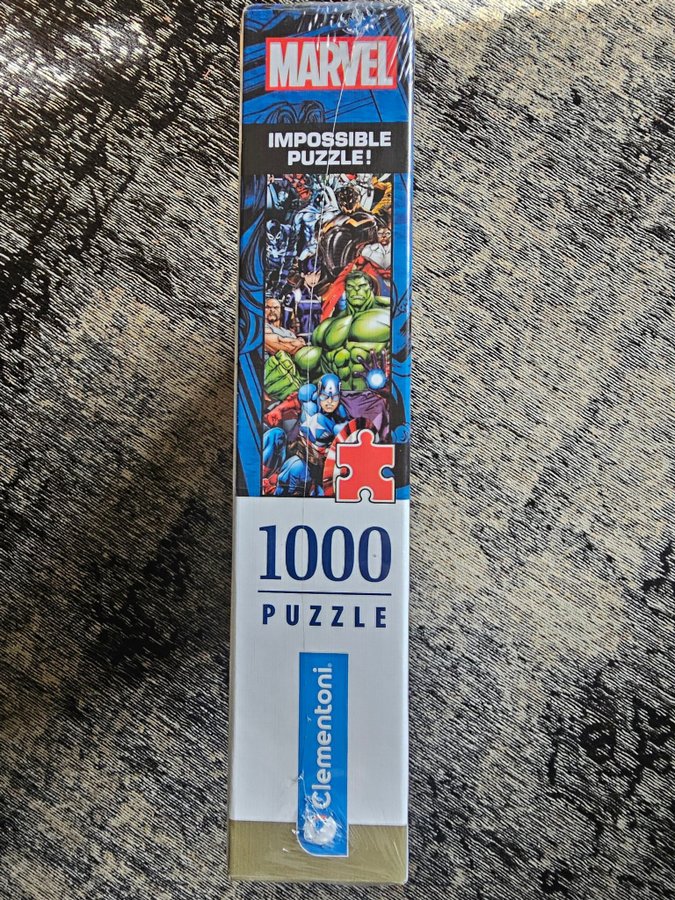 MARVEL
IMPOSSIBLE
PUZZLE!
1000
PUZZLE
Clementoni®